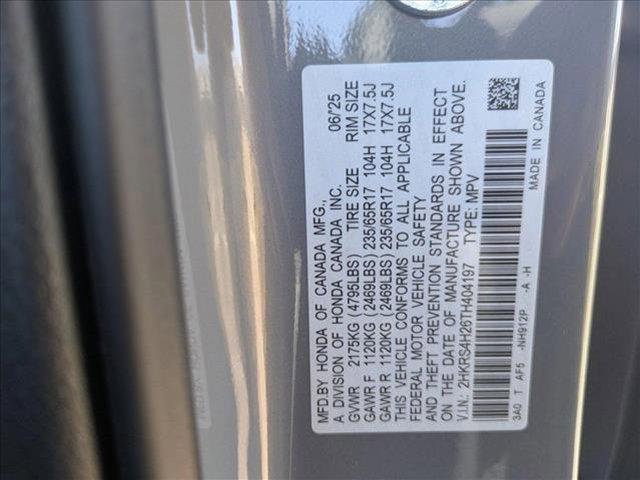 MFD.BY HONDA OF CANADA MFG., 06/25
A DIVISION OF HONDA CANADA INC.
GVWR 2175KG (4795LBS) TIRE SIZE RIM SIZE
GAWR F 1120KG (2469LBS) 235/65R17 104H 17X7.5J
GAWR R 1120KG (2469LBS) 235/65R17 104H 17X7.5J
THIS VEHICLE CONFORMS TO ALL APPLICABLE
FEDERAL MOTOR VEHICLE SAFETY
AND THEFT PREVENTION STANDARDS IN EFFECT
ON THE DATE OF MANUFACTURE SHOWN ABOVE.
V.I.N.: 2HKRS4H26TH404197 TYPE: MPV
3A0 T AF5 -NH912P -A -H MADE IN CANADA